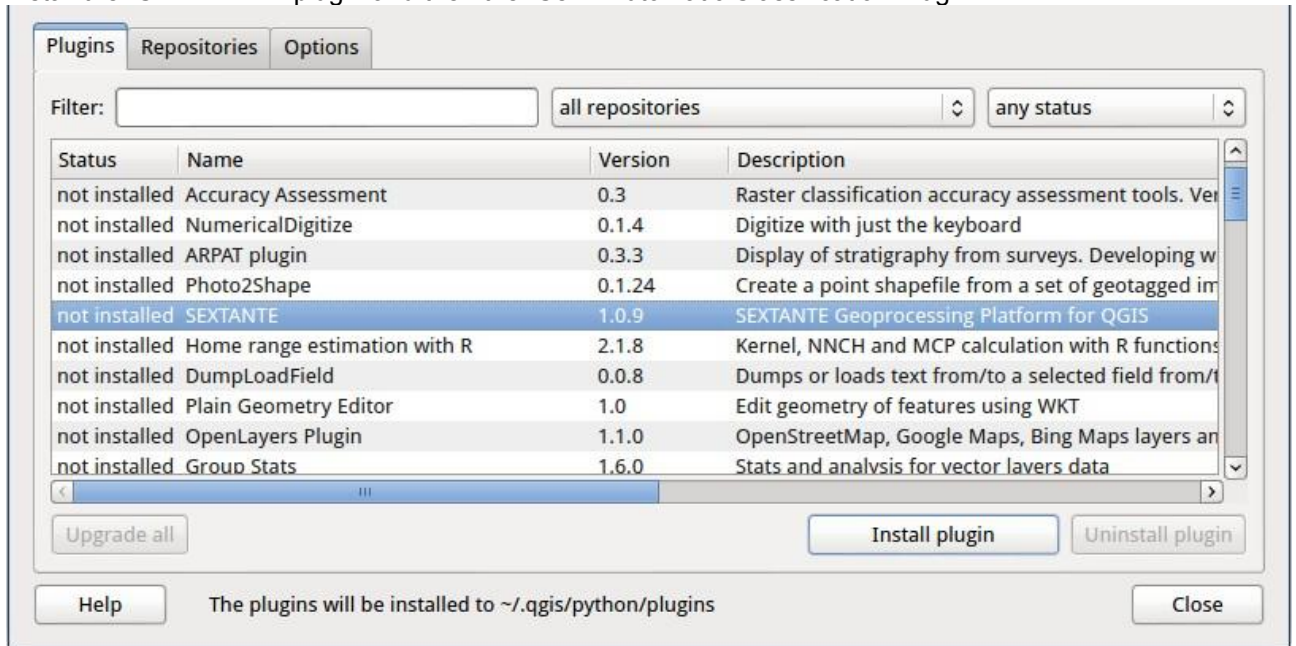 Plugins Repositories Options
Filter: all repositories any status
Status Name Version Description
not installed Accuracy Assessment 0.3 Raster classification accuracy assessment tools. Ver
not installed NumericalDigitize 0.1.4 Digitize with just the keyboard
not installed ARPAT plugin 0.3.3 Display of stratigraphy from surveys. Developing w
not installed Photo2Shape 0.1.24 Create a point shapefile from a set of geotagged im
not installed SEXTANTE 1.0.9 SEXTANTE Geoprocessing Platform for QGIS
not installed Home range estimation with R 2.1.8 Kernel, NNCH and MCP calculation with R functions
not installed DumpLoadField 0.0.8 Dumps or loads text from/to a selected field from/t
not installed Plain Geometry Editor 1.0 Edit geometry of features using WKT
not installed OpenLayers Plugin 1.1.0 OpenStreetMap, Google Maps, Bing Maps layers an
not installed Group Stats 1.6.0 Stats and analysis for vector layers data
Upgrade all Install plugin Uninstall plugin
Help The plugins will be installed to ~/.qgis/python/plugins Close